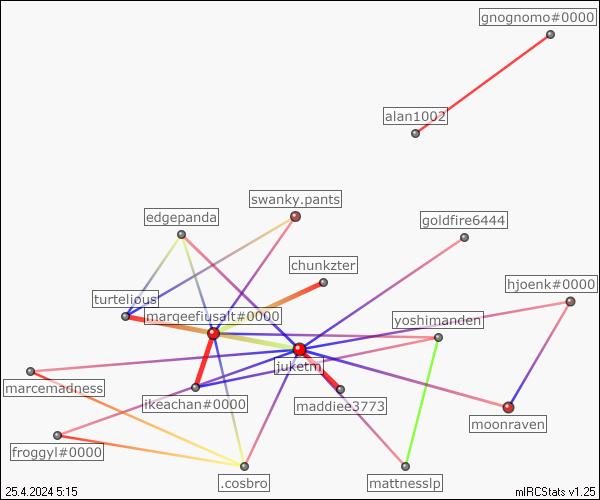 gnognomo#0000
alan1002
swanky.pants
edgepanda
goldfire6444
chunkzter
hjoenk#0000
turtelious
marqeefiusalt#0000
yoshimanden
juketm
marcemadness
ikeachan#0000
maddiee3773
moonraven
froggyl#0000
.cosbro
mattnesslp
25.4.2024 5:15
mIRCStats v1.25